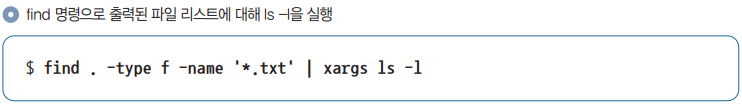 find 명령으로 출력된 파일 리스트에 대해 ls -l을 실행
$ find . -type f -name '*.txt' | xargs ls -l